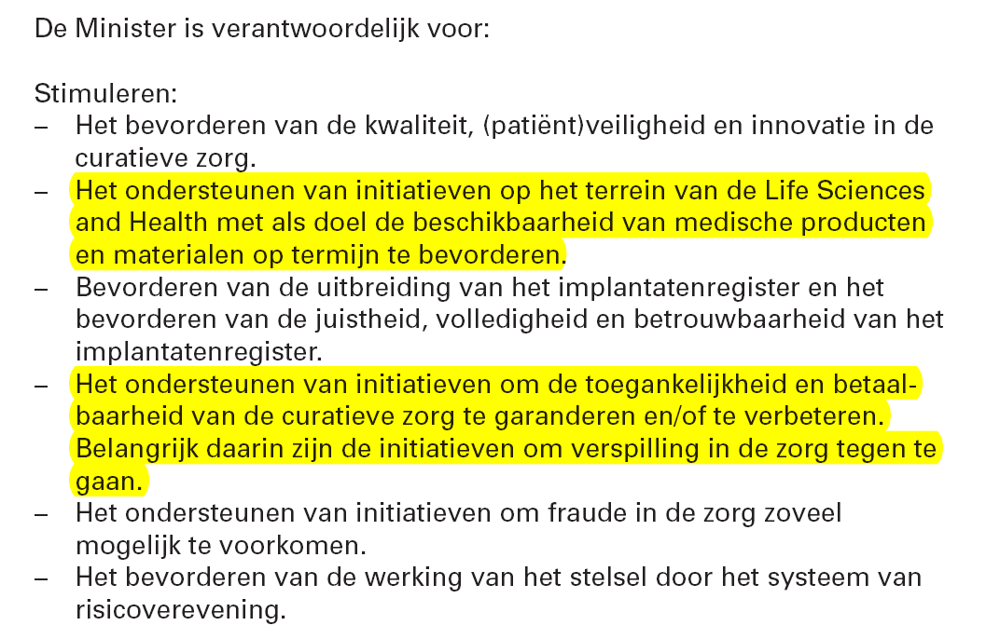 De Minister is verantwoordelijk voor:
Stimuleren:
– Het bevorderen van de kwaliteit, (patiënt)veiligheid en innovatie in de
curatieve zorg.
– Het ondersteunen van initiatieven op het terrein van de Life Sciences
and Health met als doel de beschikbaarheid van medische producten
en materialen op termijn te bevorderen.
– Bevorderen van de uitbreiding van het implantatenregister en het
bevorderen van de juistheid, volledigheid en betrouwbaarheid van het
implantatenregister.
– Het ondersteunen van initiatieven om de toegankelijkheid en betaal-
baarheid van de curatieve zorg te garanderen en/of te verbeteren.
Belangrijk daarin zijn de initiatieven om verspilling in de zorg tegen te
gaan.
– Het ondersteunen van initiatieven om fraude in de zorg zoveel
mogelijk te voorkomen.
– Het bevorderen van de werking van het stelsel door het systeem van
risicoverevening.